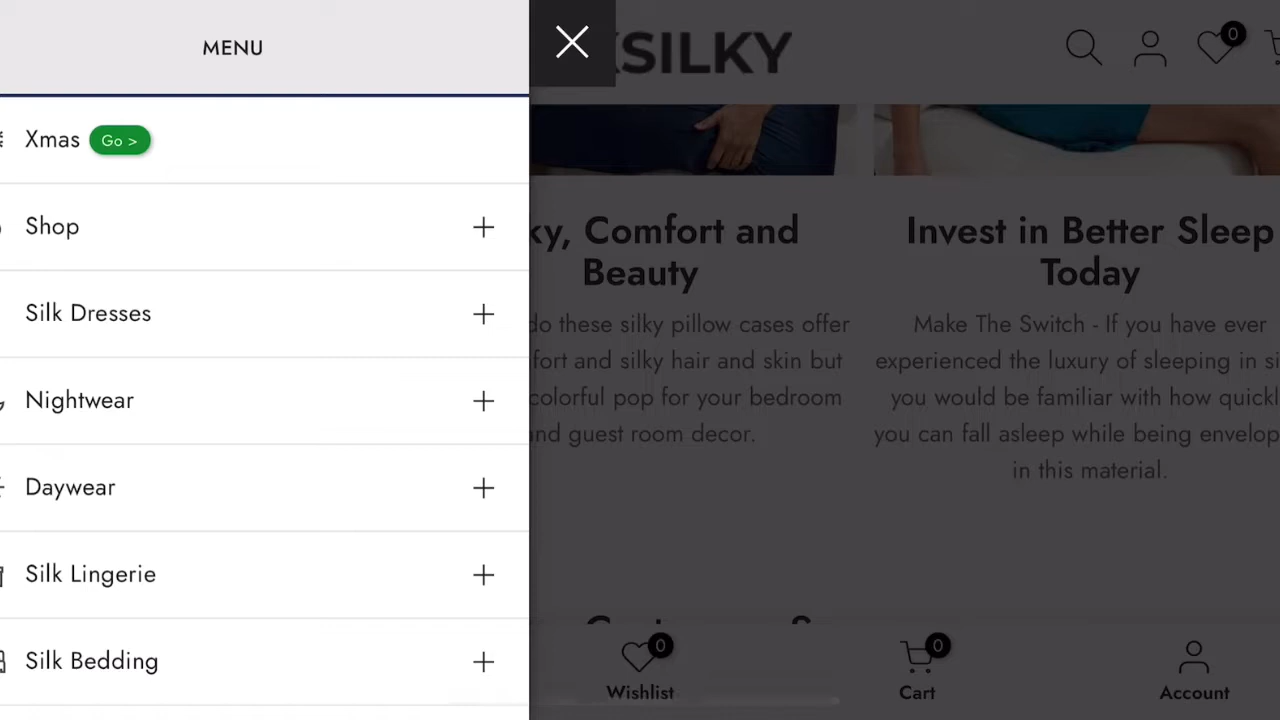 MENU
Xmas Go >
Shop
Silk Dresses
Nightwear
Daywear
Silk Lingerie
Silk Bedding
SILKY
0
ky, Comfort and
Beauty
do these silky pillow cases offer
fort and silky hair and skin but
colorful pop for your bedroom
and guest room decor.
Invest in Better Sleep
Today
Make The Switch - If you have ever
experienced the luxury of sleeping in si
you would be familiar with how quickl
you can fall asleep while being envelop
in this material.
0
Wishlist
0
Cart
Account